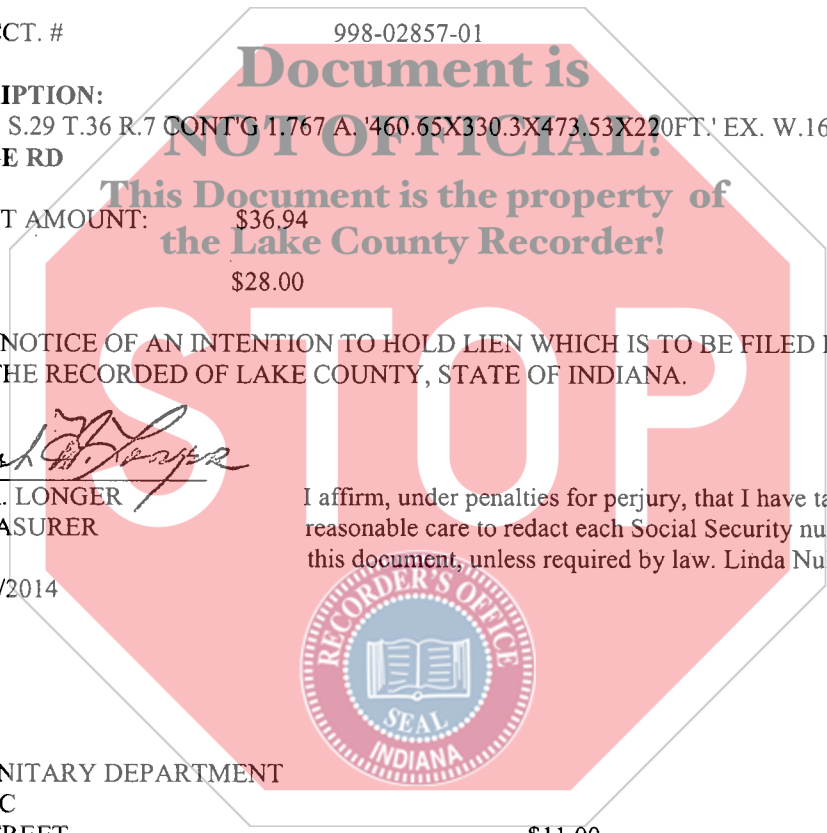 CCT. # 998-02857-01
Document is
IPTION:
S.29 T.36 R.7 CONT'G 1.767 A. '460.65X330.3X473.53X220FT.' EX. W.16
NOT OFFICIAL!
E RD
This Document is the property of
T AMOUNT: $36.94
the Lake County Recorder!
$28.00
NOTICE OF AN INTENTION TO HOLD LIEN WHICH IS TO BE FILED
THE RECORDED OF LAKE COUNTY, STATE OF INDIANA.
STOP
. LONGER I affirm, under penalties for perjury, that I have ta
ASURER reasonable care to redact each Social Security nu
this document, unless required by law. Linda Nu
/2014
RECORDER'S OFFICE
SEAL
INDIANA
NITARY DEPARTMENT
C
TREET $11.00